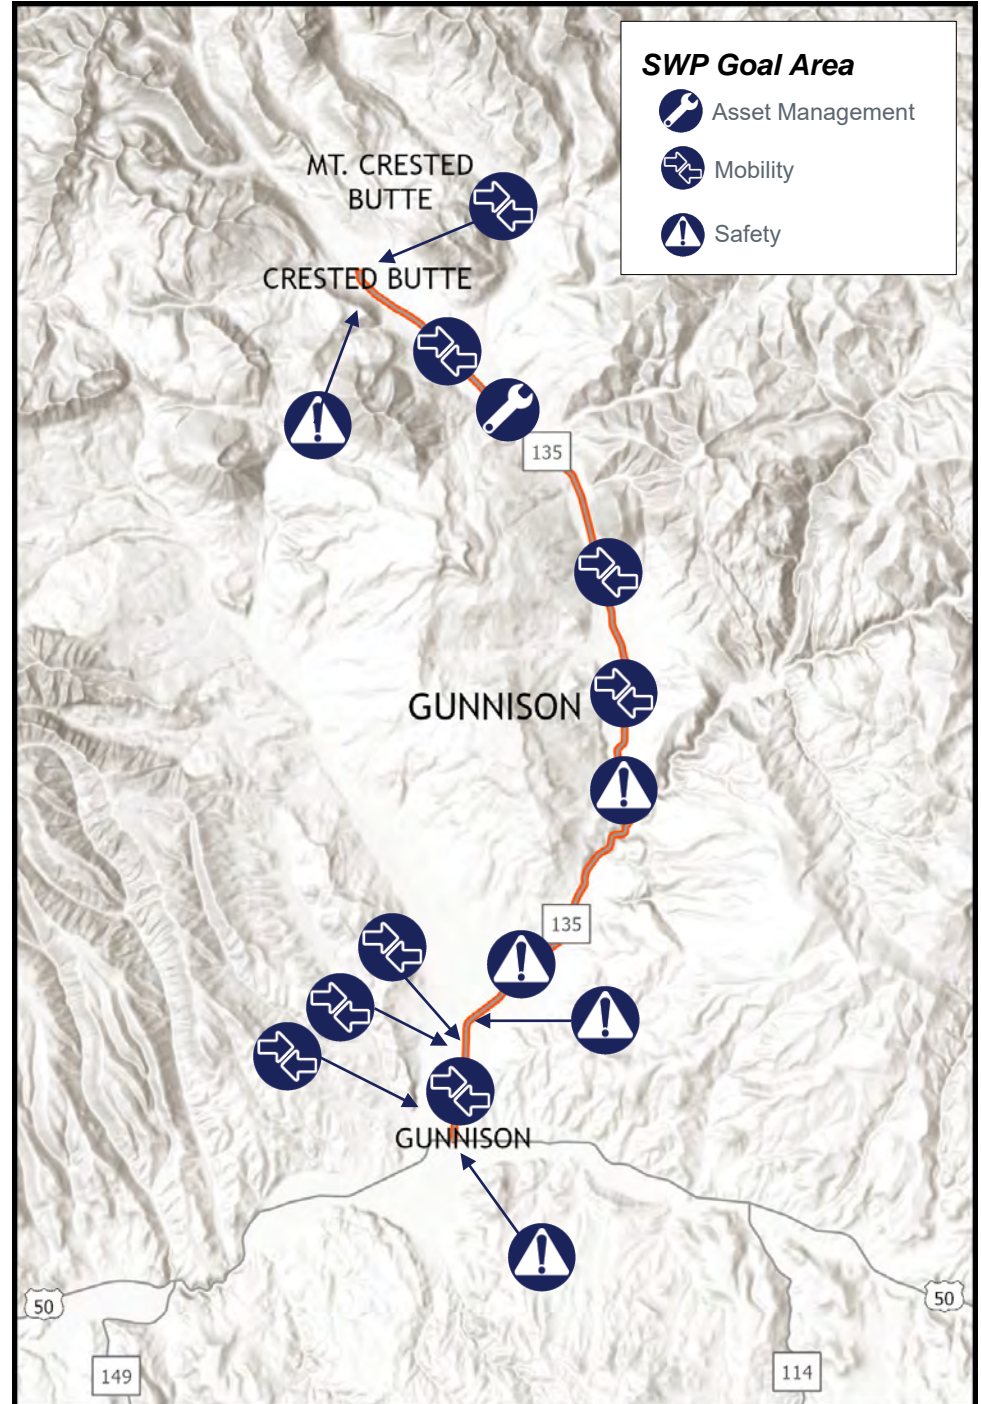 SWP Goal Area
Asset Management
Mobility
Safety
MT. CRESTED
BUTTE
CRESTED BUTTE
135
GUNNISON
135
GUNNISON
50
50
149
114